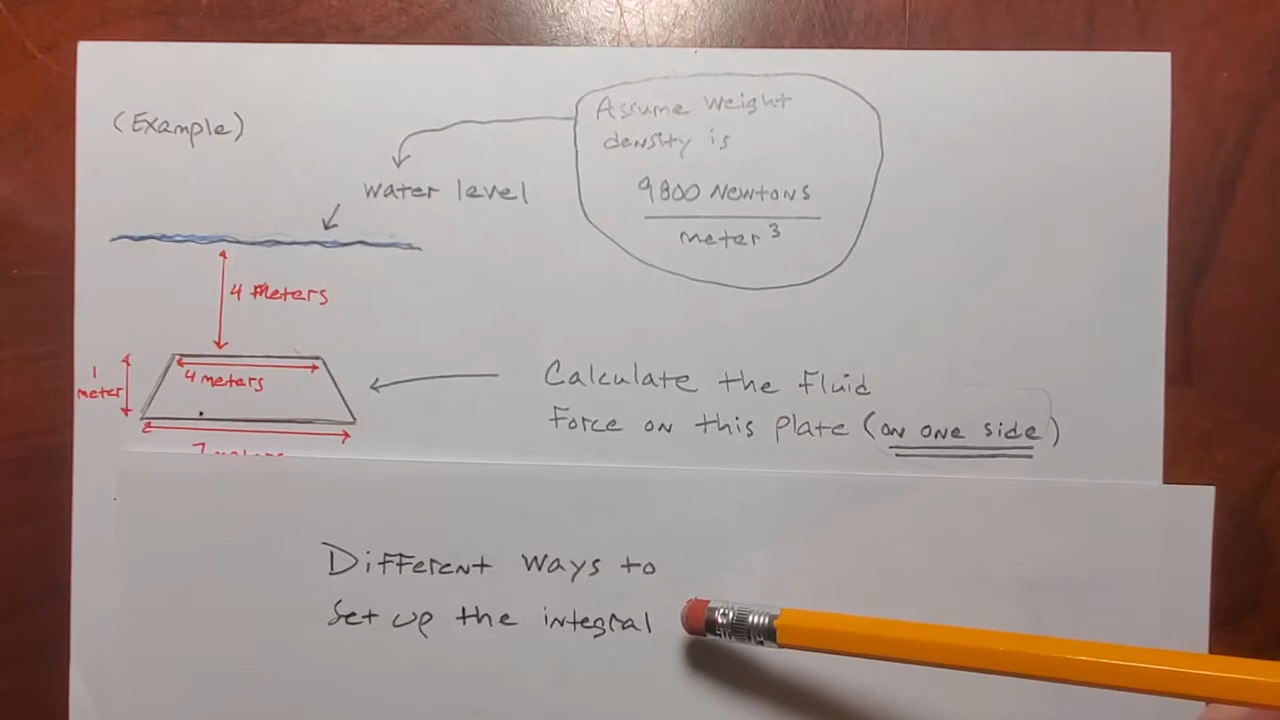 (Example)
Assume weight
density is
9800 Newtons
meter³
water level
4 meters
1
meter
4 meters
Calculate the fluid
Force on this plate (on one side)
Different ways to
Set up the integral